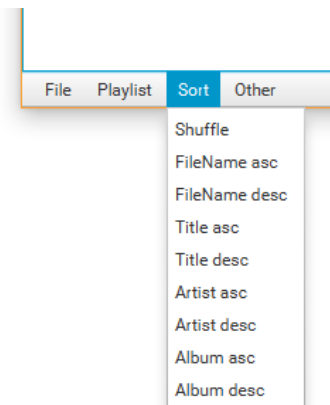 File Playlist Sort Other
Shuffle
FileName asc
FileName desc
Title asc
Title desc
Artist asc
Artist desc
Album asc
Album desc